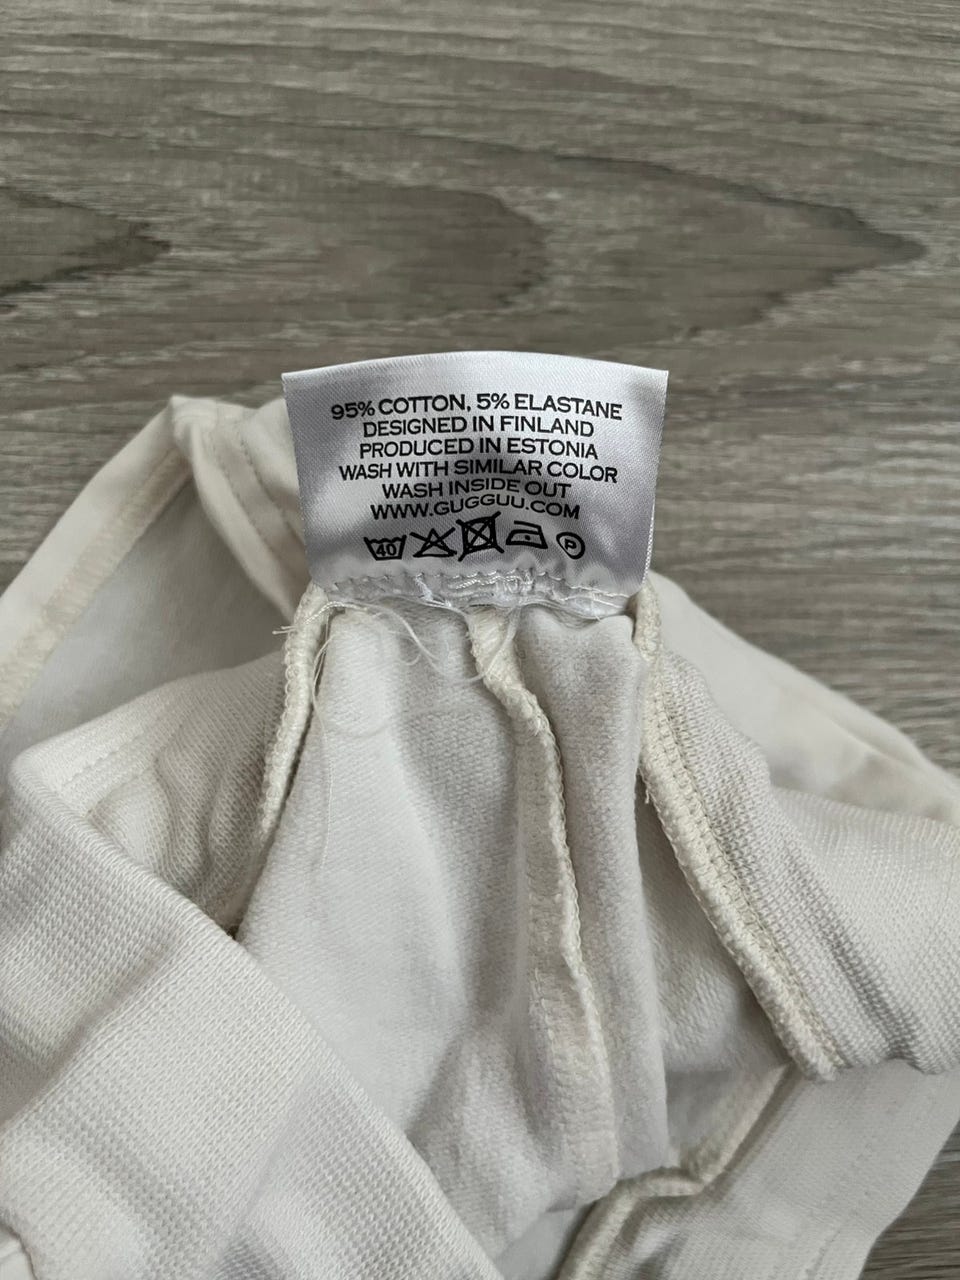 95% COTTON, 5% ELASTANE
DESIGNED IN FINLAND
PRODUCED IN ESTONIA
WASH WITH SIMILAR COLOR
WASH INSIDE OUT
WWW.GUGGUU.COM
40 P